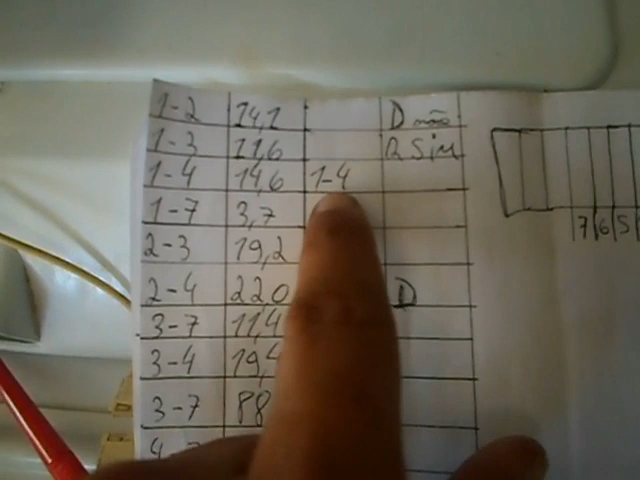 1-2 14,1 D não
1-3 11,6 R Sim
1-4 14,6 1-4
1-7 3,7
2-3 19,2
2-4 22,0 D
3-7 11,4
3-4 19,4
3-7 88
7 6 5